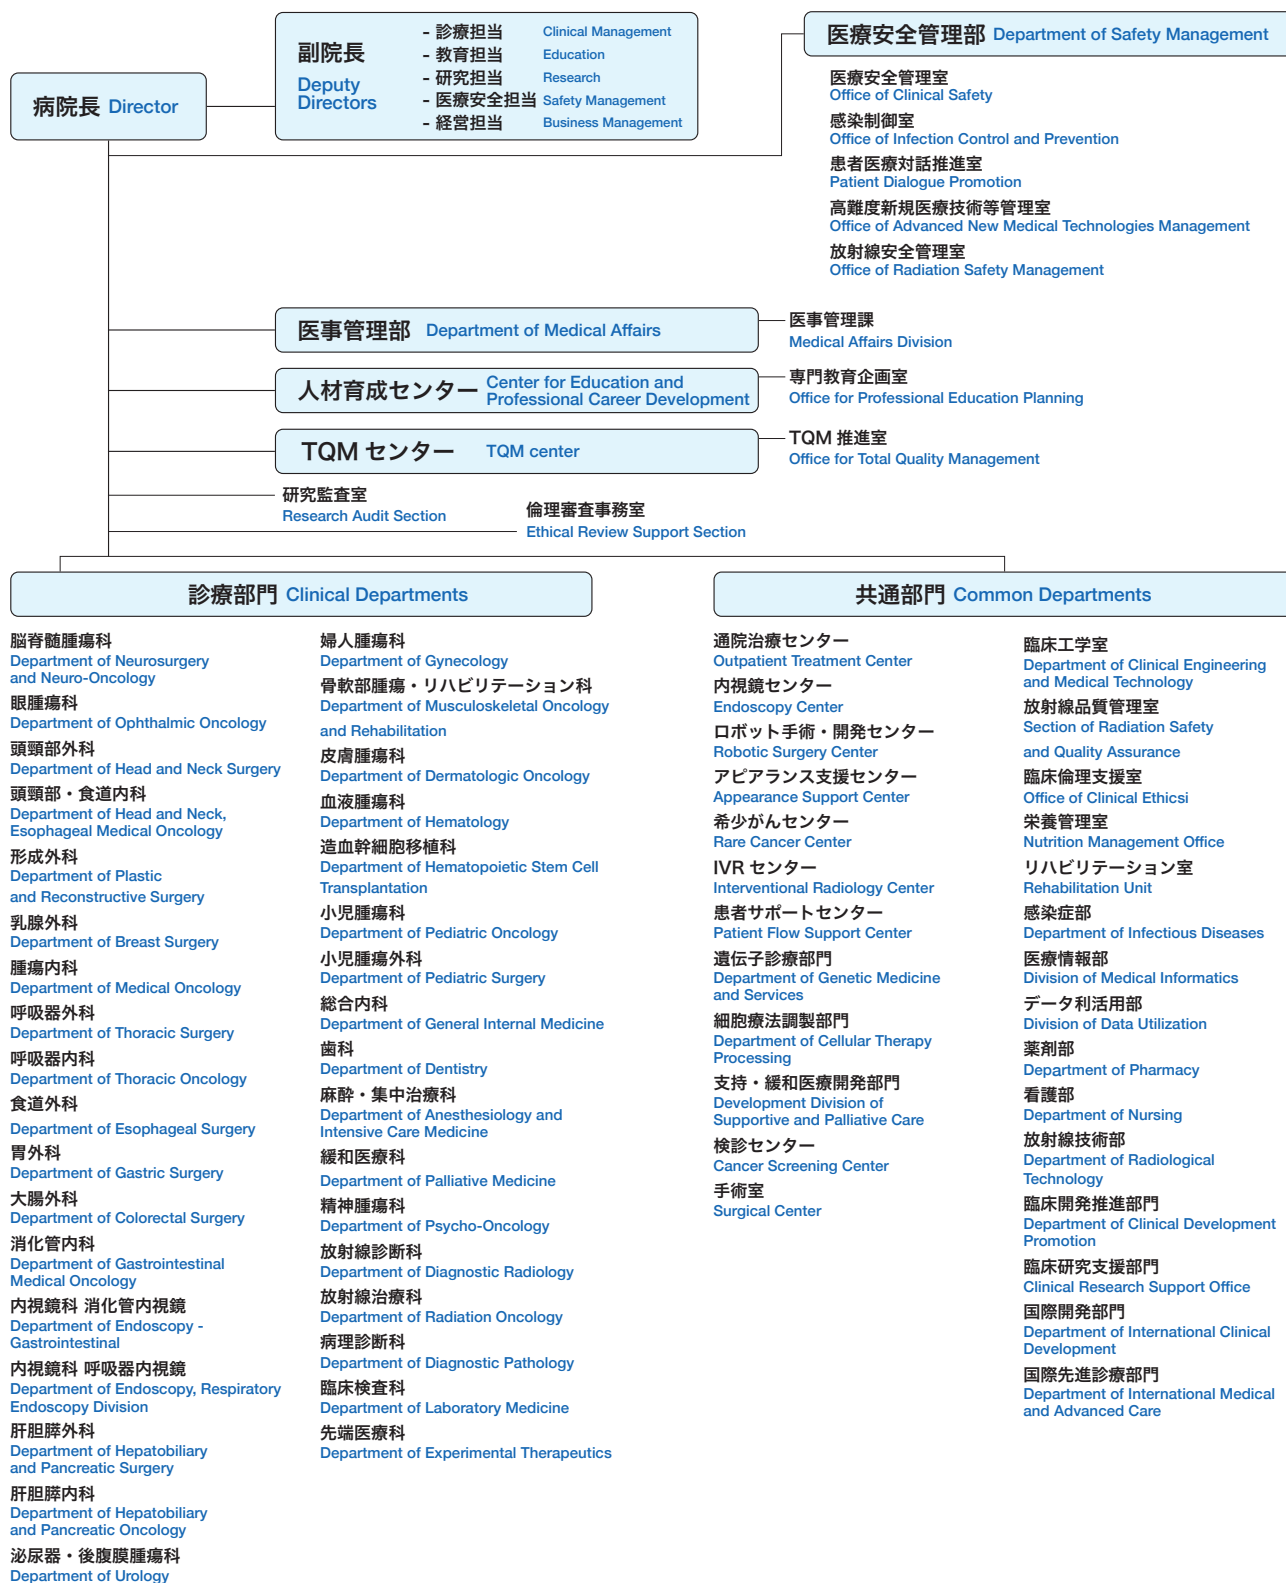 病院長 Director
副院長
Deputy
Directors
- 診療担当 Clinical Management
- 教育担当 Education
- 研究担当 Research
- 医療安全担当 Safety Management
- 経営担当 Business Management
医療安全管理部 Department of Safety Management
医療安全管理室
Office of Clinical Safety
感染制御室
Office of Infection Control and Prevention
患者医療対話推進室
Patient Dialogue Promotion
高難度新規医療技術等管理室
Office of Advanced New Medical Technologies Management
放射線安全管理室
Office of Radiation Safety Management
医事管理部 Department of Medical Affairs
医事管理課
Medical Affairs Division
人材育成センター Center for Education and
Professional Career Development
専門教育企画室
Office for Professional Education Planning
TQM センター TQM center
TQM 推進室
Office for Total Quality Management
研究監査室
Research Audit Section
倫理審査事務室
Ethical Review Support Section
診療部門 Clinical Departments
脳脊髄腫瘍科
Department of Neurosurgery
and Neuro-Oncology
眼腫瘍科
Department of Ophthalmic Oncology
頭頸部外科
Department of Head and Neck Surgery
頭頸部・食道内科
Department of Head and Neck,
Esophageal Medical Oncology
形成外科
Department of Plastic
and Reconstructive Surgery
乳腺外科
Department of Breast Surgery
腫瘍内科
Department of Medical Oncology
呼吸器外科
Department of Thoracic Surgery
呼吸器内科
Department of Thoracic Oncology
食道外科
Department of Esophageal Surgery
胃外科
Department of Gastric Surgery
大腸外科
Department of Colorectal Surgery
消化管内科
Department of Gastrointestinal
Medical Oncology
内視鏡科 消化管内視鏡
Department of Endoscopy -
Gastrointestinal
内視鏡科 呼吸器内視鏡
Department of Endoscopy, Respiratory
Endoscopy Division
肝胆膵外科
Department of Hepatobiliary
and Pancreatic Surgery
肝胆膵内科
Department of Hepatobiliary
and Pancreatic Oncology
泌尿器・後腹膜腫瘍科
Department of Urology
婦人腫瘍科
Department of Gynecology
骨軟部腫瘍・リハビリテーション科
Department of Musculoskeletal Oncology
and Rehabilitation
皮膚腫瘍科
Department of Dermatologic Oncology
血液腫瘍科
Department of Hematology
造血幹細胞移植科
Department of Hematopoietic Stem Cell
Transplantation
小児腫瘍科
Department of Pediatric Oncology
小児腫瘍外科
Department of Pediatric Surgery
総合内科
Department of General Internal Medicine
歯科
Department of Dentistry
麻酔・集中治療科
Department of Anesthesiology and
Intensive Care Medicine
緩和医療科
Department of Palliative Medicine
精神腫瘍科
Department of Psycho-Oncology
放射線診断科
Department of Diagnostic Radiology
放射線治療科
Department of Radiation Oncology
病理診断科
Department of Diagnostic Pathology
臨床検査科
Department of Laboratory Medicine
先端医療科
Department of Experimental Therapeutics
共通部門 Common Departments
通院治療センター
Outpatient Treatment Center
内視鏡センター
Endoscopy Center
ロボット手術・開発センター
Robotic Surgery Center
アピアランス支援センター
Appearance Support Center
希少がんセンター
Rare Cancer Center
IVR センター
Interventional Radiology Center
患者サポートセンター
Patient Flow Support Center
遺伝子診療部門
Department of Genetic Medicine
and Services
細胞療法調製部門
Department of Cellular Therapy
Processing
支持・緩和医療開発部門
Development Division of
Supportive and Palliative Care
検診センター
Cancer Screening Center
手術室
Surgical Center
臨床工学室
Department of Clinical Engineering
and Medical Technology
放射線品質管理室
Section of Radiation Safety
and Quality Assurance
臨床倫理支援室
Office of Clinical Ethicsi
栄養管理室
Nutrition Management Office
リハビリテーション室
Rehabilitation Unit
感染症部
Department of Infectious Diseases
医療情報部
Division of Medical Informatics
データ利活用部
Division of Data Utilization
薬剤部
Department of Pharmacy
看護部
Department of Nursing
放射線技術部
Department of Radiological
Technology
臨床開発推進部門
Department of Clinical Development
Promotion
臨床研究支援部門
Clinical Research Support Office
国際開発部門
Department of International Clinical
Development
国際先進診療部門
Department of International Medical
and Advanced Care